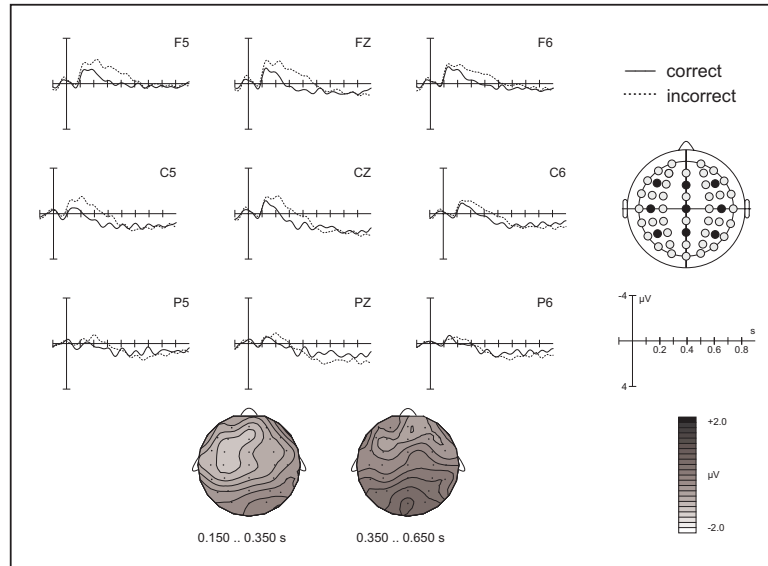 F5
FZ
F6
correct
incorrect
C5
CZ
C6
P5
PZ
P6
-4
µV
s
0.2 0.4 0.6 0.8
4
+2.0
µV
-2.0
0.150 .. 0.350 s
0.350 .. 0.650 s